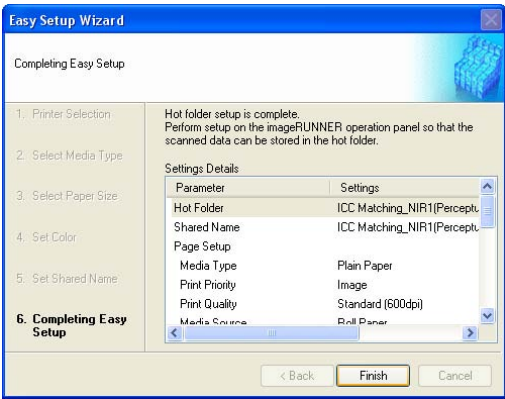 Easy Setup Wizard
Completing Easy Setup
1. Printer Selection
2. Select Media Type
3. Select Paper Size
4. Set Color
5. Set Shared Name
6. Completing Easy
Setup
Hot folder setup is complete.
Perform setup on the imageRUNNER operation panel so that the
scanned data can be stored in the hot folder.
Settings Details
Parameter Settings
Hot Folder ICC Matching_NIR1(Perceptu
Shared Name ICC Matching_NIR1(Perceptu
Page Setup
Media Type Plain Paper
Print Priority Image
Print Quality Standard (600dpi)
Media Source Roll Paper
< Back Finish Cancel